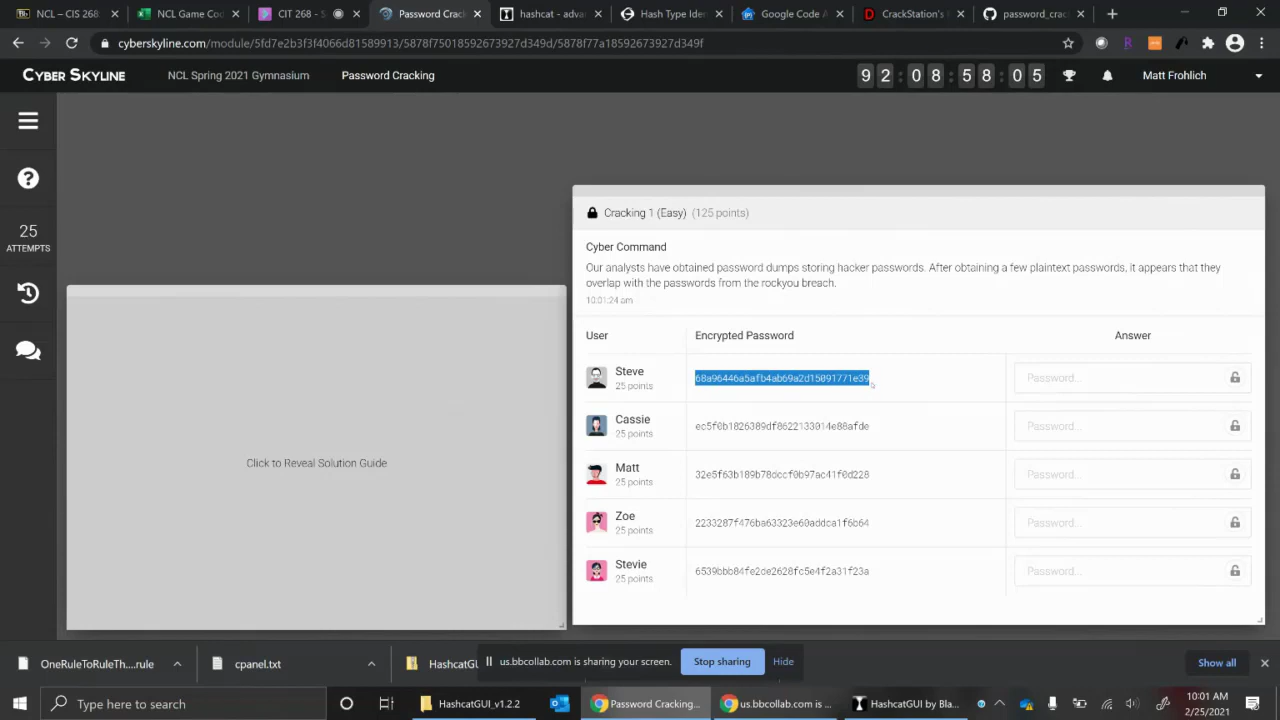 NCL – CIS 268
NCL Game Coo
CIT 268 - S
Password Crac
hashcat - advan
Hash Type Iden
Google Code A
CrackStation's
password_crac
cyberskyline.com/module/5fd7e2b3f3f4066d81589913/5878f75018592673927d349d/5878f77a18592673927d349f
CYBER SKYLINE
NCL Spring 2021 Gymnasium
Password Cracking
92:08:58:05
Matt Frohlich
25
ATTEMPTS
Click to Reveal Solution Guide
Cracking 1 (Easy) (125 points)
Cyber Command
Our analysts have obtained password dumps storing hacker passwords. After obtaining a few plaintext passwords, it appears that they
overlap with the passwords from the rockyou breach.
10:01:24 am
User Encrypted Password Answer
Steve
25 points
68a96446a5afb4ab69a2d15091771e39
Password...
Cassie
25 points
ec5f0b1826389df8622133014e88afde
Password...
Matt
25 points
32e5f63b189b78dccf0b97ac41f0d228
Password...
Zoe
25 points
2233287f476ba63323e60addca1f6b64
Password...
Stevie
25 points
6539bbb84fe2de2628fc5e4f2a31f23a
Password...
OneRuleToRuleTh....rule
cpanel.txt
HashcatGU
us.bbcollab.com is sharing your screen.
Stop sharing
Hide
Show all
Type here to search
HashcatGUI_v1.2.2
Password Cracking...
us.bbcollab.com is ...
HashcatGUI by Bla...
10:01 AM
2/25/2021